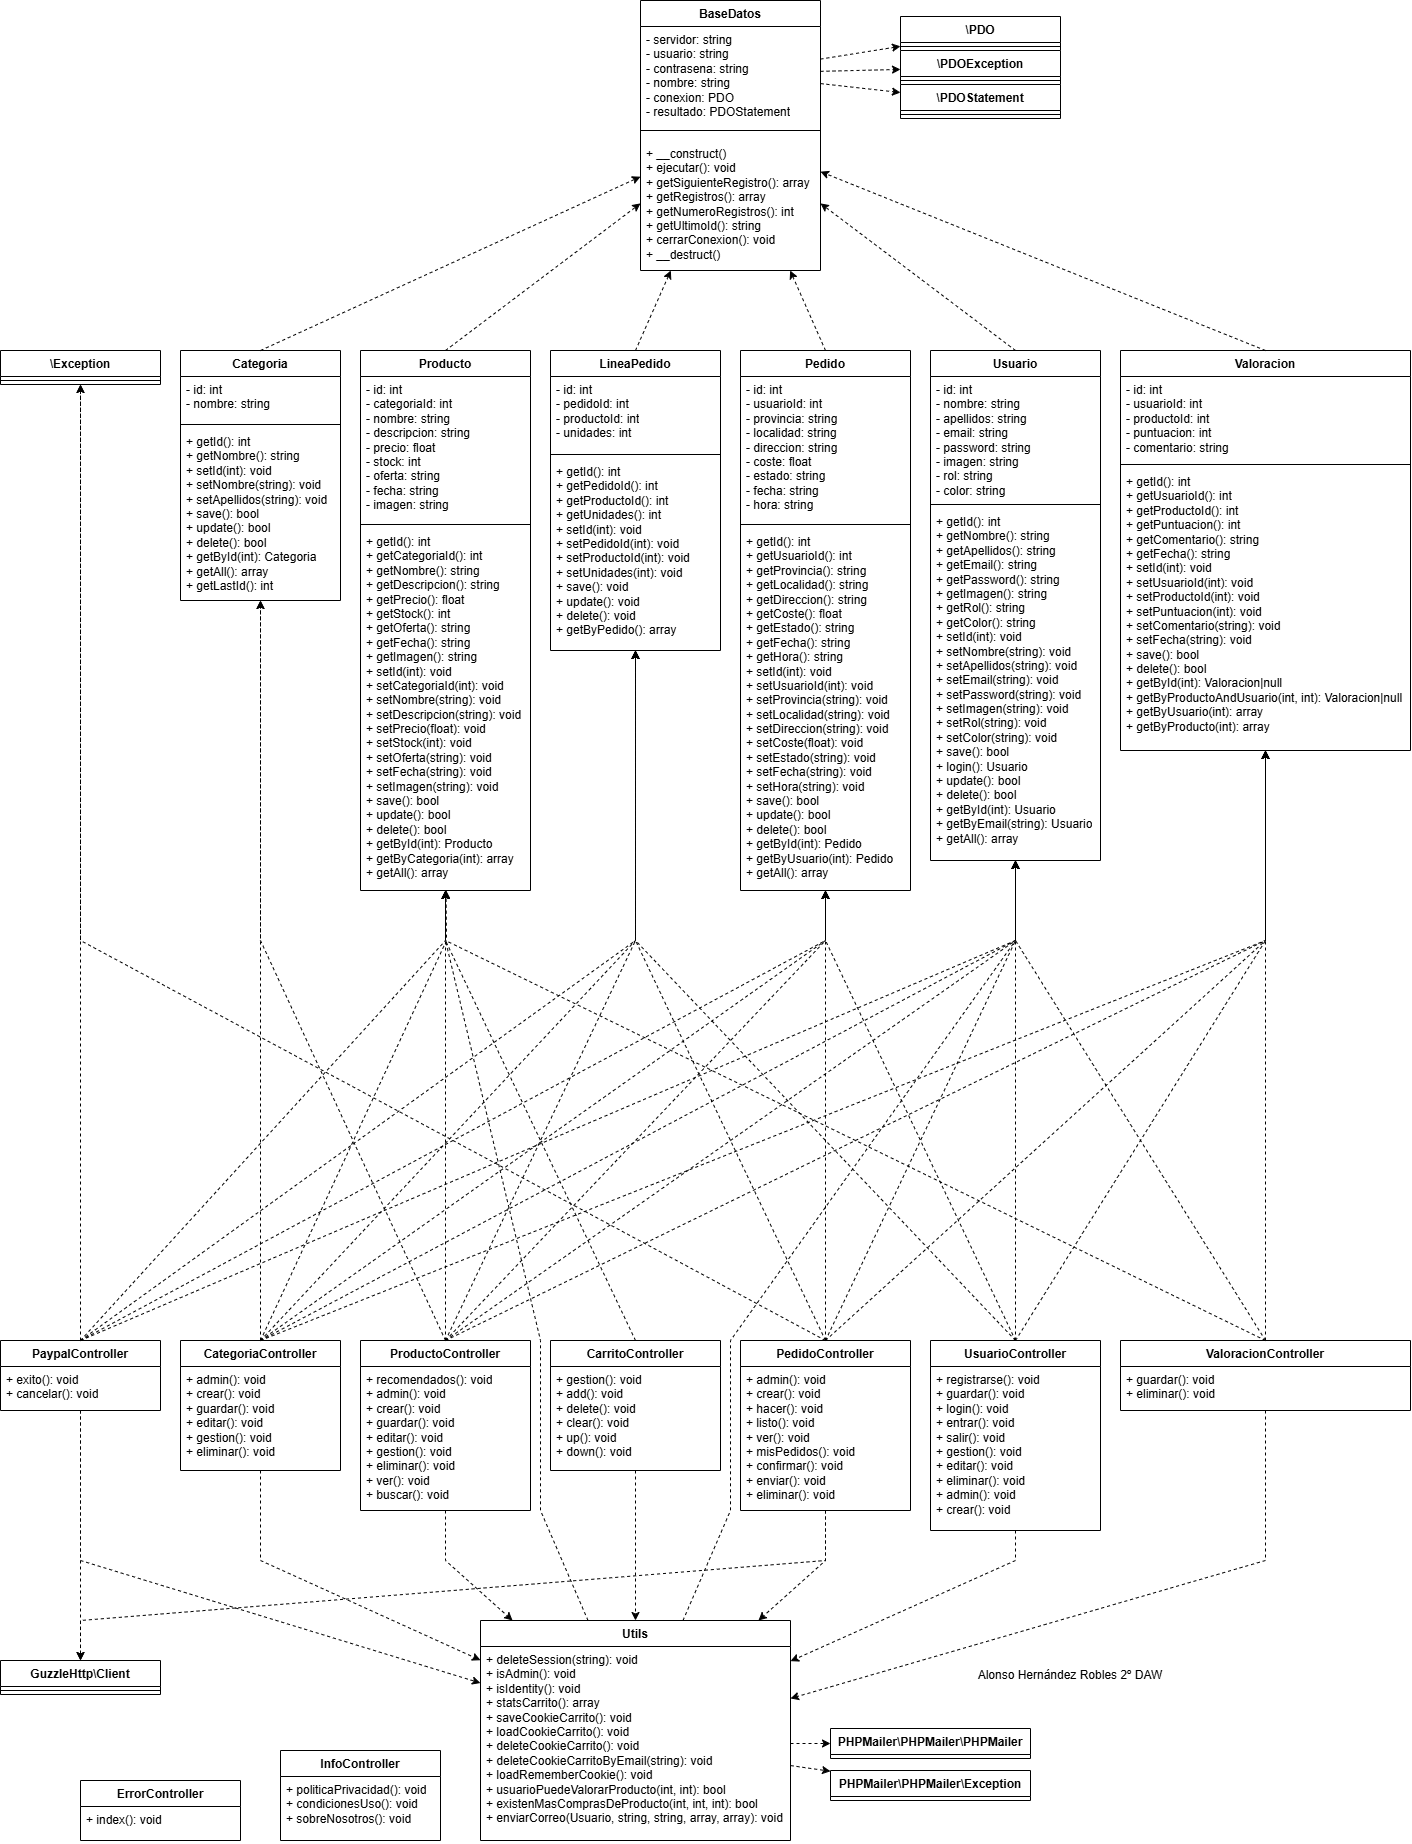 BaseDatos
- servidor: string
- usuario: string
- contrasena: string
- nombre: string
- conexion: PDO
- resultado: PDOStatement
+ __construct()
+ ejecutar(): void
+ getSiguienteRegistro(): array
+ getRegistros(): array
+ getNumeroRegistros(): int
+ getUltimoId(): string
+ cerrarConexion(): void
+ __destruct()
\PDO
\PDOException
\PDOStatement
\Exception
Categoria
- id: int
- nombre: string
+ getId(): int
+ getNombre(): string
+ setId(int): void
+ setNombre(string): void
+ setApellidos(string): void
+ save(): bool
+ update(): bool
+ delete(): bool
+ getById(int): Categoria
+ getAll(): array
+ getLastId(): int
Producto
- id: int
- categoriaId: int
- nombre: string
- descripcion: string
- precio: float
- stock: int
- oferta: string
- fecha: string
- imagen: string
+ getId(): int
+ getCategoriaId(): int
+ getNombre(): string
+ getDescripcion(): string
+ getPrecio(): float
+ getStock(): int
+ getOferta(): string
+ getFecha(): string
+ getImagen(): string
+ setId(int): void
+ setCategoriaId(int): void
+ setNombre(string): void
+ setDescripcion(string): void
+ setPrecio(float): void
+ setStock(int): void
+ setOferta(string): void
+ setFecha(string): void
+ setImagen(string): void
+ save(): bool
+ update(): bool
+ delete(): bool
+ getById(int): Producto
+ getByCategoria(int): array
+ getAll(): array
LineaPedido
- id: int
- pedidoId: int
- productoId: int
- unidades: int
+ getId(): int
+ getPedidoId(): int
+ getProductoId(): int
+ getUnidades(): int
+ setId(int): void
+ setPedidoId(int): void
+ setProductoId(int): void
+ setUnidades(int): void
+ save(): void
+ update(): void
+ delete(): void
+ getByPedido(): array
Pedido
- id: int
- usuarioId: int
- provincia: string
- localidad: string
- direccion: string
- coste: float
- estado: string
- fecha: string
- hora: string
+ getId(): int
+ getUsuarioId(): int
+ getProvincia(): string
+ getLocalidad(): string
+ getDireccion(): string
+ getCoste(): float
+ getEstado(): string
+ getFecha(): string
+ getHora(): string
+ setId(int): void
+ setUsuarioId(int): void
+ setProvincia(string): void
+ setLocalidad(string): void
+ setDireccion(string): void
+ setCoste(float): void
+ setEstado(string): void
+ setFecha(string): void
+ setHora(string): void
+ save(): bool
+ update(): bool
+ delete(): bool
+ getById(int): Pedido
+ getByUsuario(int): Pedido
+ getAll(): array
Usuario
- id: int
- nombre: string
- apellidos: string
- email: string
- password: string
- imagen: string
- rol: string
- color: string
+ getId(): int
+ getNombre(): string
+ getApellidos(): string
+ getEmail(): string
+ getPassword(): string
+ getImagen(): string
+ getRol(): string
+ getColor(): string
+ setId(int): void
+ setNombre(string): void
+ setApellidos(string): void
+ setEmail(string): void
+ setPassword(string): void
+ setImagen(string): void
+ setRol(string): void
+ setColor(string): void
+ save(): bool
+ login(): Usuario
+ update(): bool
+ delete(): bool
+ getById(int): Usuario
+ getByEmail(string): Usuario
+ getAll(): array
Valoracion
- id: int
- usuarioId: int
- productoId: int
- puntuacion: int
- comentario: string
+ getId(): int
+ getUsuarioId(): int
+ getProductoId(): int
+ getPuntuacion(): int
+ getComentario(): string
+ getFecha(): string
+ setId(int): void
+ setUsuarioId(int): void
+ setProductoId(int): void
+ setPuntuacion(int): void
+ setComentario(string): void
+ setFecha(string): void
+ save(): bool
+ delete(): bool
+ getById(int): Valoracion|null
+ getByProductoAndUsuario(int, int): Valoracion|null
+ getByUsuario(int): array
+ getByProducto(int): array
PaypalController
+ exito(): void
+ cancelar(): void
CategoriaController
+ admin(): void
+ crear(): void
+ guardar(): void
+ editar(): void
+ gestion(): void
+ eliminar(): void
ProductoController
+ recomendados(): void
+ admin(): void
+ crear(): void
+ guardar(): void
+ editar(): void
+ gestion(): void
+ eliminar(): void
+ ver(): void
+ buscar(): void
CarritoController
+ gestion(): void
+ add(): void
+ delete(): void
+ clear(): void
+ up(): void
+ down(): void
PedidoController
+ admin(): void
+ crear(): void
+ hacer(): void
+ listo(): void
+ ver(): void
+ misPedidos(): void
+ confirmar(): void
+ enviar(): void
+ eliminar(): void
UsuarioController
+ registrarse(): void
+ guardar(): void
+ login(): void
+ entrar(): void
+ salir(): void
+ gestion(): void
+ editar(): void
+ eliminar(): void
+ admin(): void
+ crear(): void
ValoracionController
+ guardar(): void
+ eliminar(): void
GuzzleHttp\Client
Utils
+ deleteSession(string): void
+ isAdmin(): void
+ isIdentity(): void
+ statsCarrito(): array
+ saveCookieCarrito(): void
+ loadCookieCarrito(): void
+ deleteCookieCarrito(): void
+ deleteCookieCarritoByEmail(string): void
+ loadRememberCookie(): void
+ usuarioPuedeValorarProducto(int, int): bool
+ existenMasComprasDeProducto(int, int, int): bool
+ enviarCorreo(Usuario, string, string, array, array): void
Alonso Hernández Robles 2º DAW
PHPMailer\PHPMailer\PHPMailer
PHPMailer\PHPMailer\Exception
InfoController
+ politicaPrivacidad(): void
+ condicionesUso(): void
+ sobreNosotros(): void
ErrorController
+ index(): void